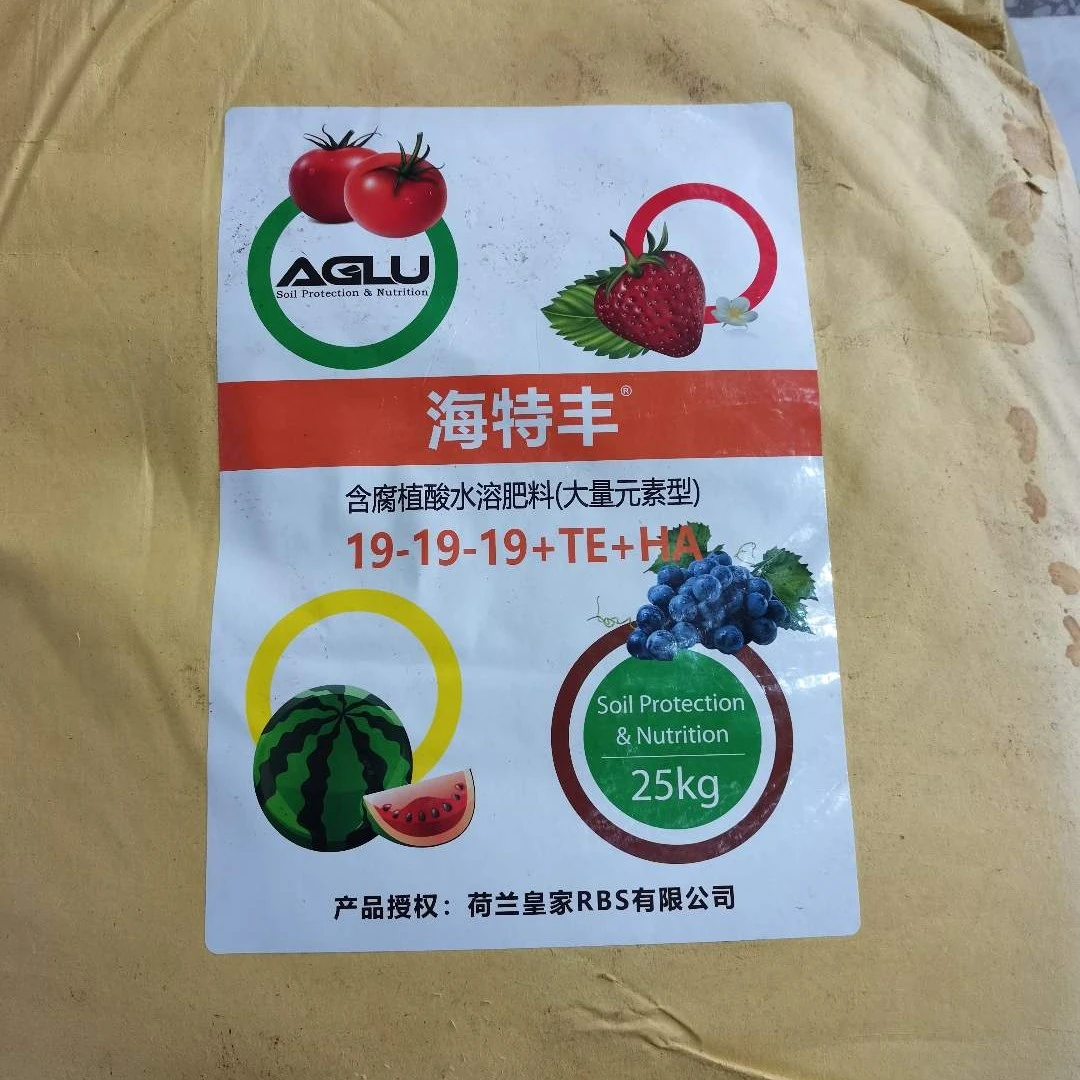 AGLU
Soil Protection & Nutrition
海特丰®
含腐植酸水溶肥料(大量元素型)
19-19-19+TE+HA
Soil Protection
& Nutrition
25kg
产品授权：荷兰皇家RBS有限公司